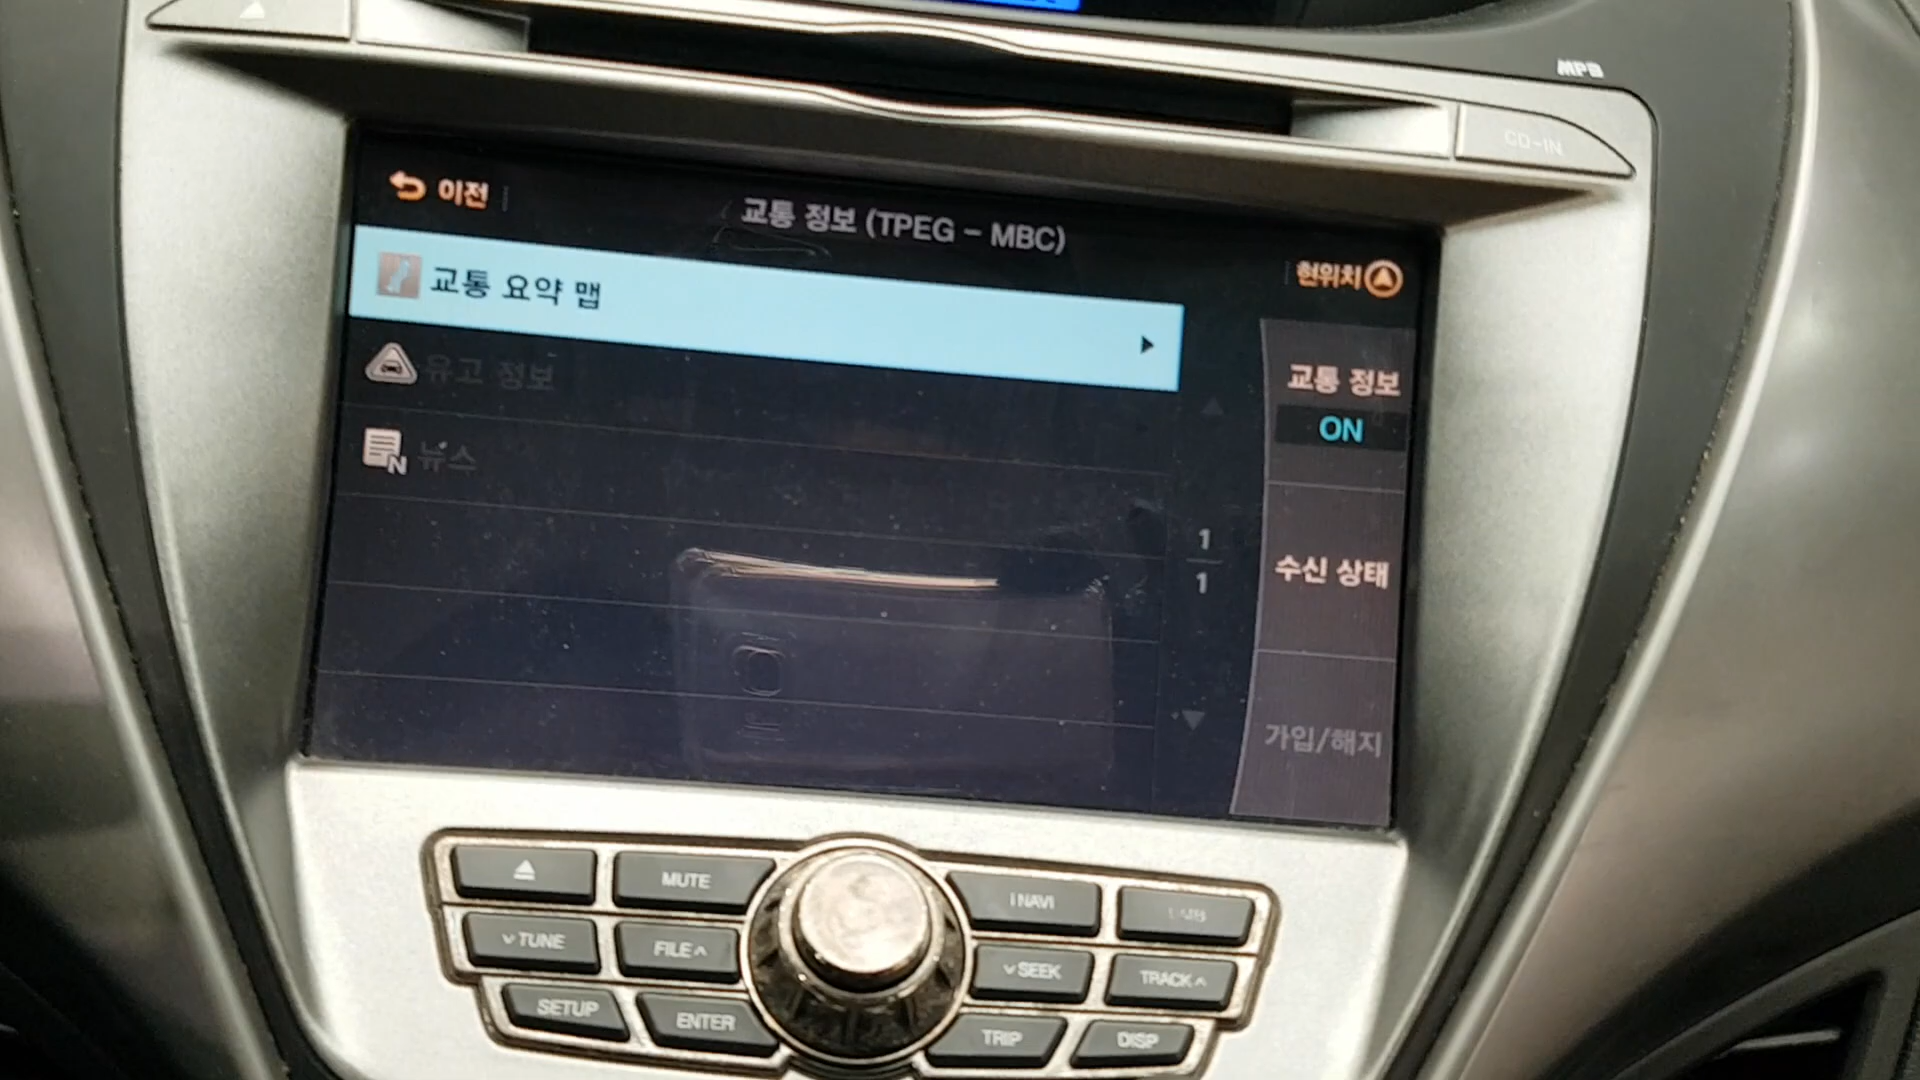 MP3
CD-IN
이전
교통 정보 (TPEG - MBC)
현위치
교통 요약 맵
유고 정보
뉴스
교통 정보
ON
1
1
수신 상태
가입/해지
MUTE
NAVI
TUNE
FILE
SEEK
TRACK
SETUP
ENTER
TRIP
DISP